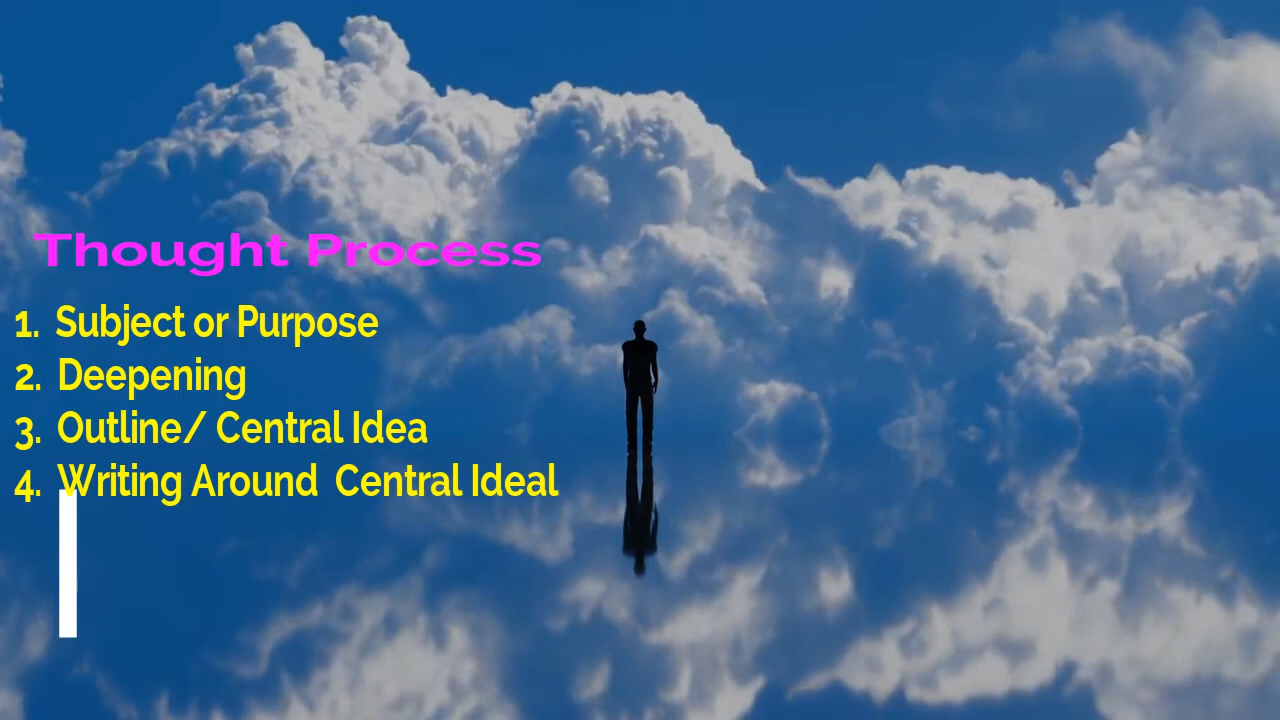 Thought Process
1. Subject or Purpose
2. Deepening
3. Outline/ Central Idea
4. Writing Around Central Ideal